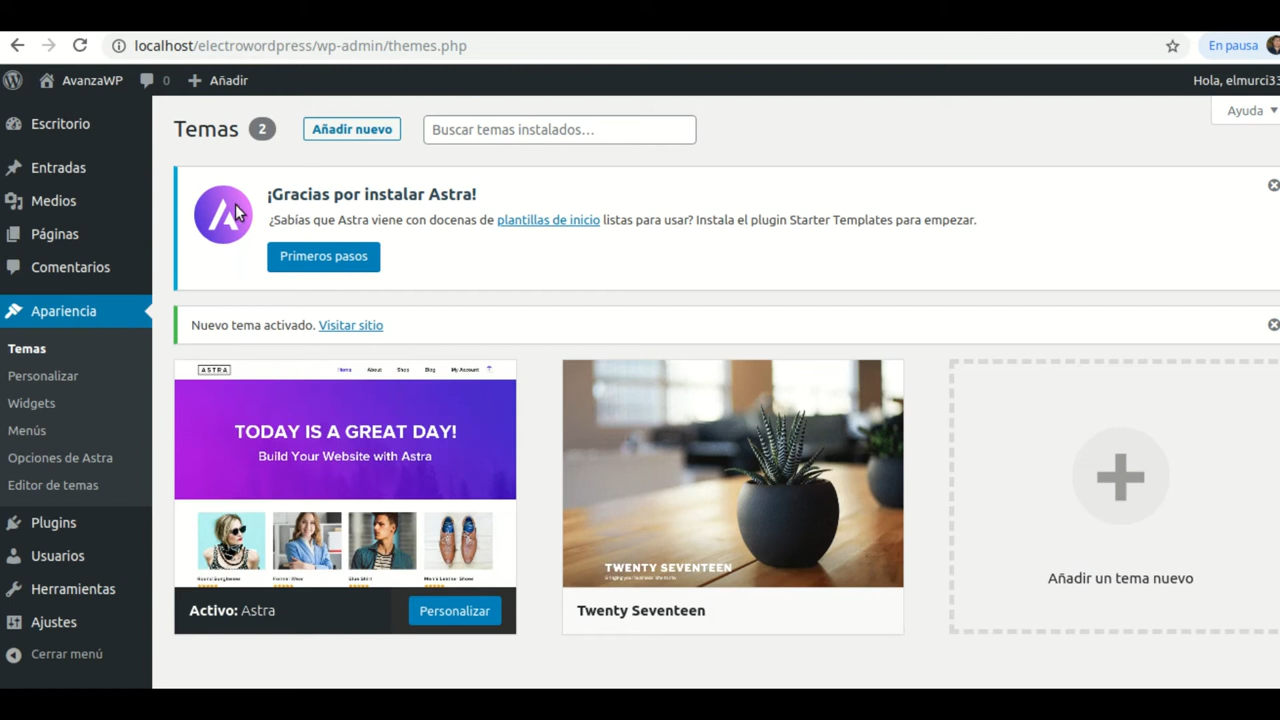 localhost/electrowordpress/wp-admin/themes.php
En pausa
AvanzaWP 0 Añadir
Hola, elmurci33
Escritorio
Entradas
Medios
Páginas
Comentarios
Apariencia
Temas
Personalizar
Widgets
Menús
Opciones de Astra
Editor de temas
Plugins
Usuarios
Herramientas
Ajustes
Cerrar menú
Ayuda
Temas 2 Añadir nuevo Buscar temas instalados...
¡Gracias por instalar Astra!
¿Sabías que Astra viene con docenas de plantillas de inicio listas para usar? Instala el plugin Starter Templates para empezar.
Primeros pasos
Nuevo tema activado. Visitar sitio
ASTRA Home About Shop Blog My Account
TODAY IS A GREAT DAY!
Build Your Website with Astra
Activo: Astra Personalizar
TWENTY SEVENTEEN
Twenty Seventeen
Añadir un tema nuevo